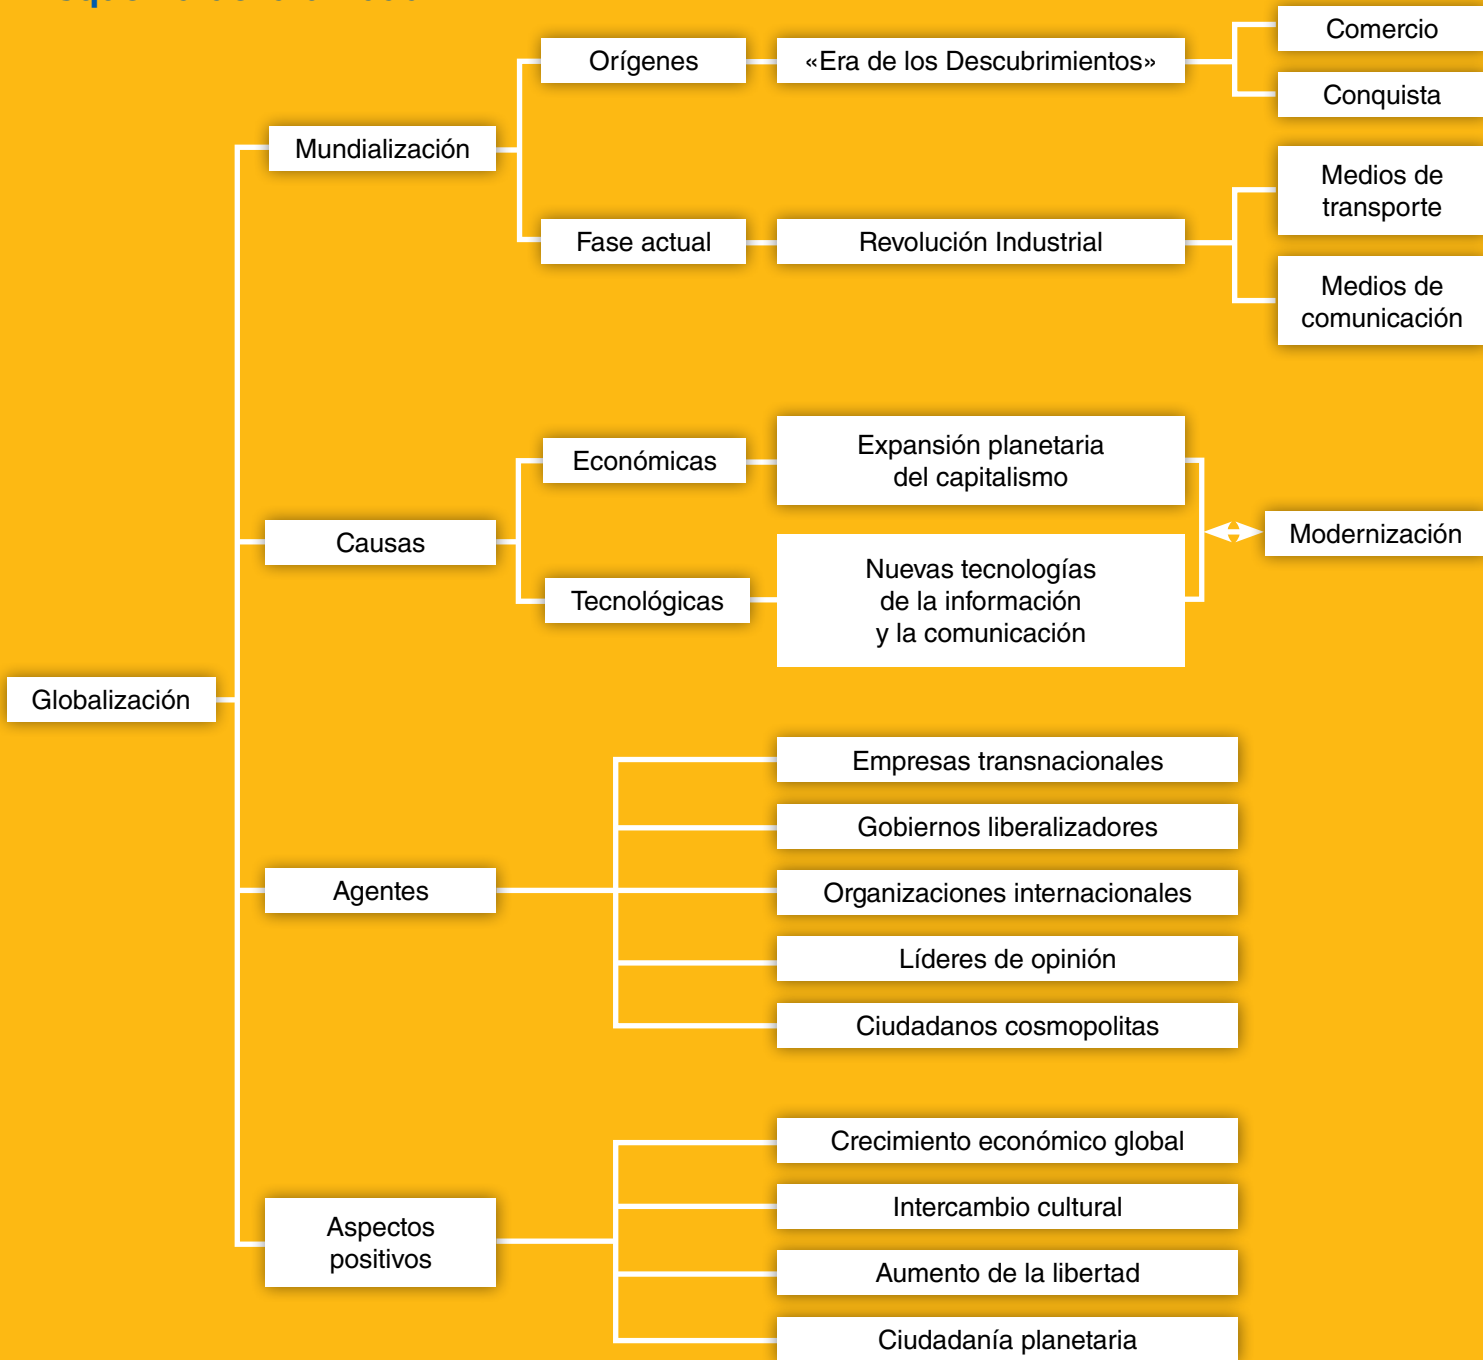 Globalización
Mundialización
Orígenes
«Era de los Descubrimientos»
Comercio
Conquista
Fase actual
Revolución Industrial
Medios de
transporte
Medios de
comunicación
Causas
Económicas
Expansión planetaria
del capitalismo
Tecnológicas
Nuevas tecnologías
de la información
y la comunicación
Modernización
Agentes
Empresas transnacionales
Gobiernos liberalizadores
Organizaciones internacionales
Líderes de opinión
Ciudadanos cosmopolitas
Aspectos
positivos
Crecimiento económico global
Intercambio cultural
Aumento de la libertad
Ciudadanía planetaria